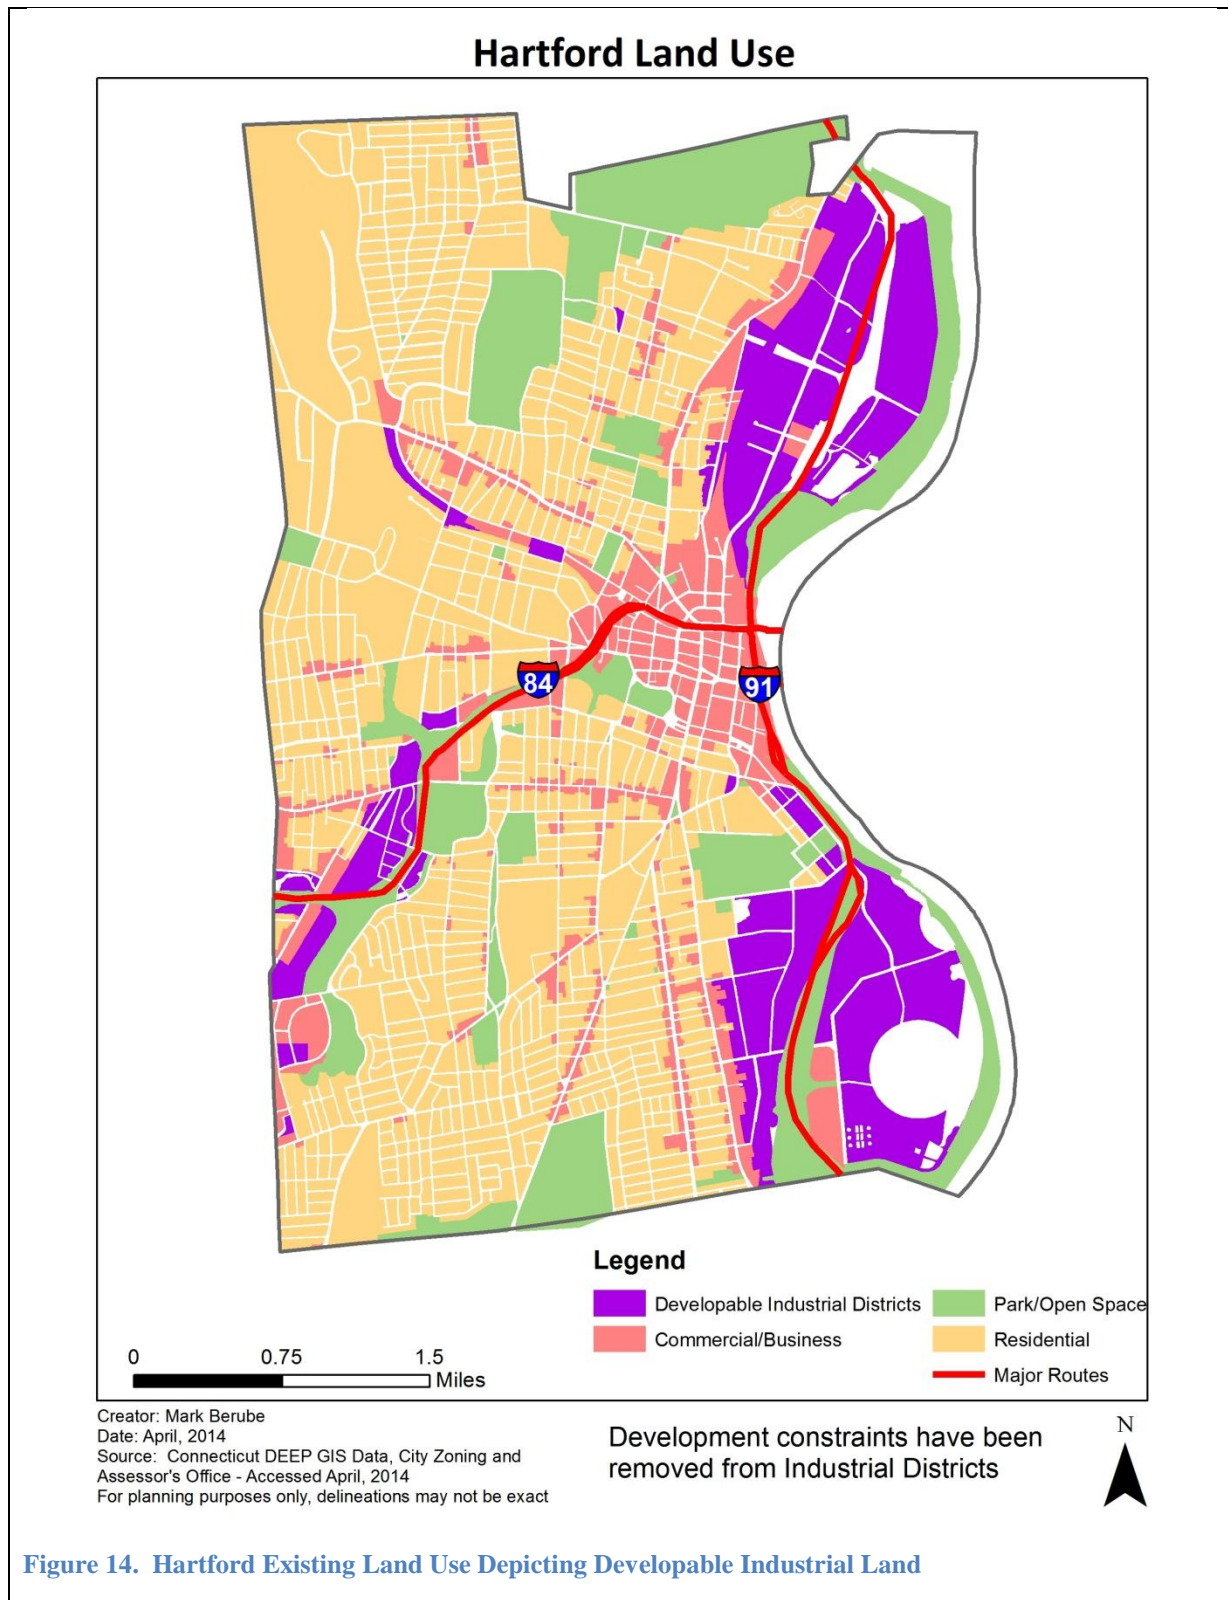 Hartford Land Use
84
91
Legend
Developable Industrial Districts
Park/Open Space
Commercial/Business
Residential
Major Routes
0 0.75 1.5
Miles
Creator: Mark Berube
Date: April, 2014
Source: Connecticut DEEP GIS Data, City Zoning and
Assessor's Office - Accessed April, 2014
For planning purposes only, delineations may not be exact
Development constraints have been
removed from Industrial Districts
N
Figure 14. Hartford Existing Land Use Depicting Developable Industrial Land